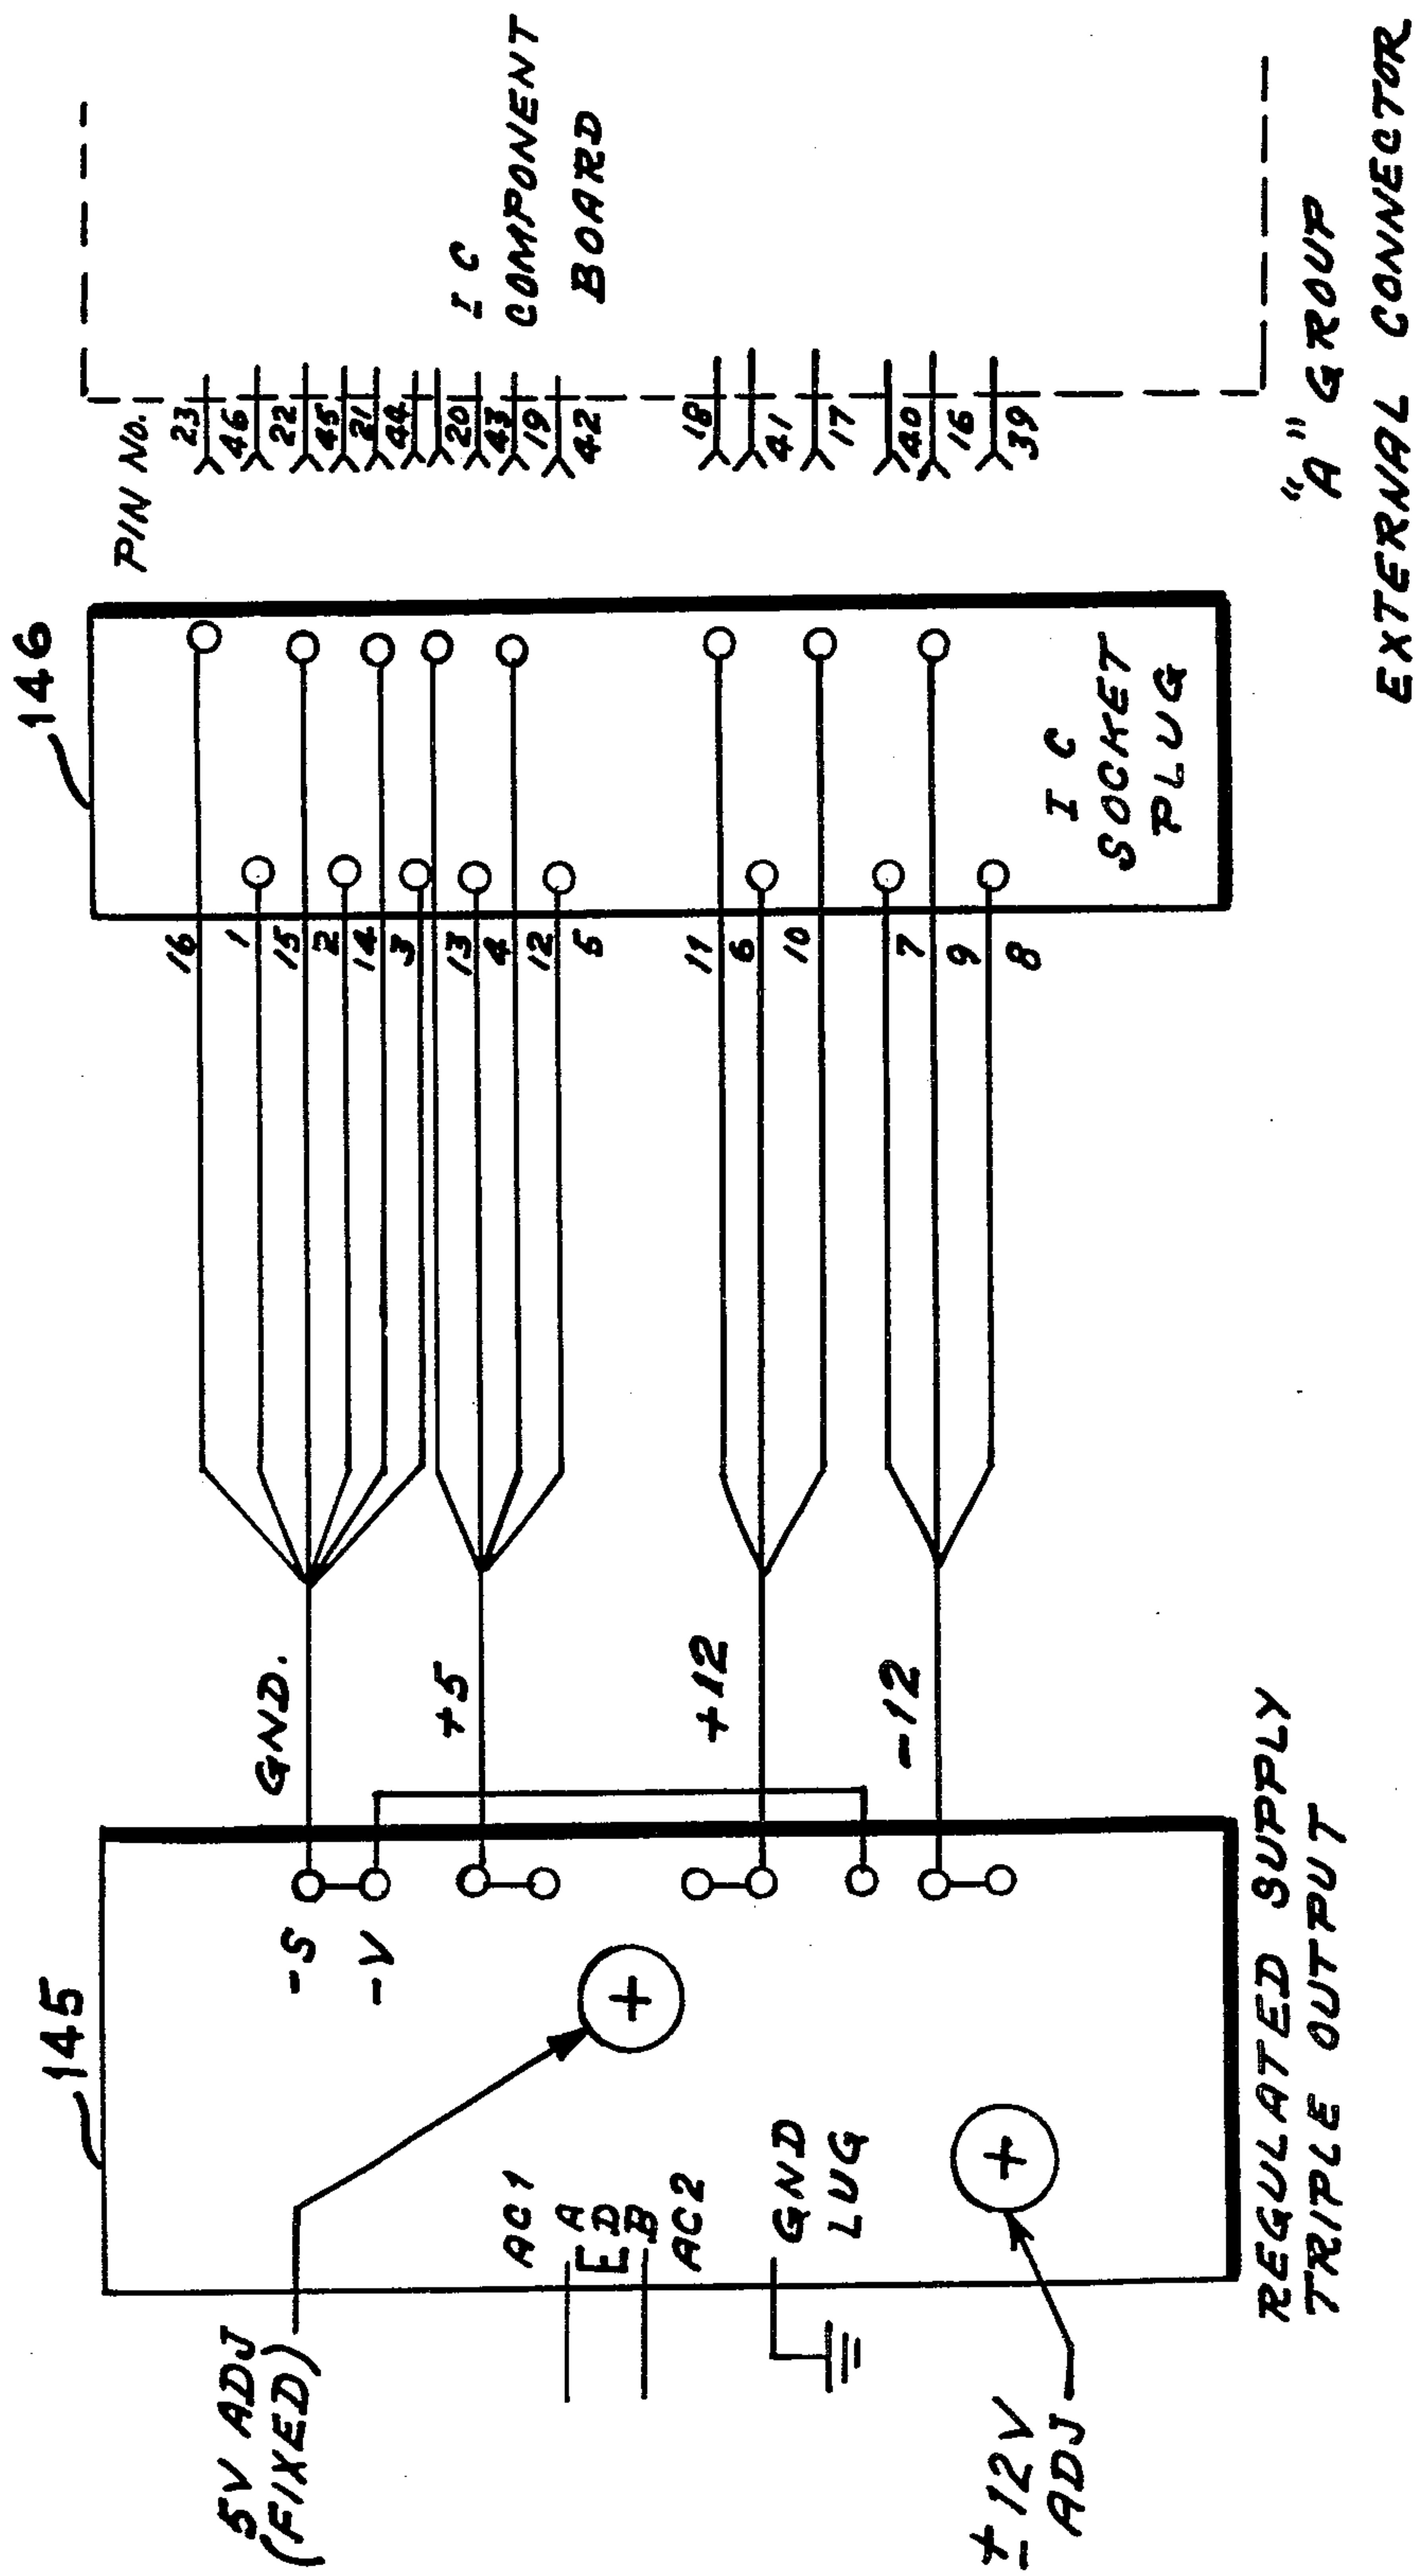 145
5V ADJ
(FIXED)
-S
-V
AC1
A
D
B
AC2
GND
LUG
± 12V
ADJ
REGULATED SUPPLY
TRIPLE OUTPUT
GND.
+5
+12
-12
146
16
1
15
2
14
3
13
4
12
5
11
6
10
7
9
8
I C
SOCKET
PLUG
PIN NO.
23
46
22
45
21
44
20
43
19
42
18
41
17
40
16
39
I C
COMPONENT
BOARD
"A" GROUP
EXTERNAL CONNECTOR